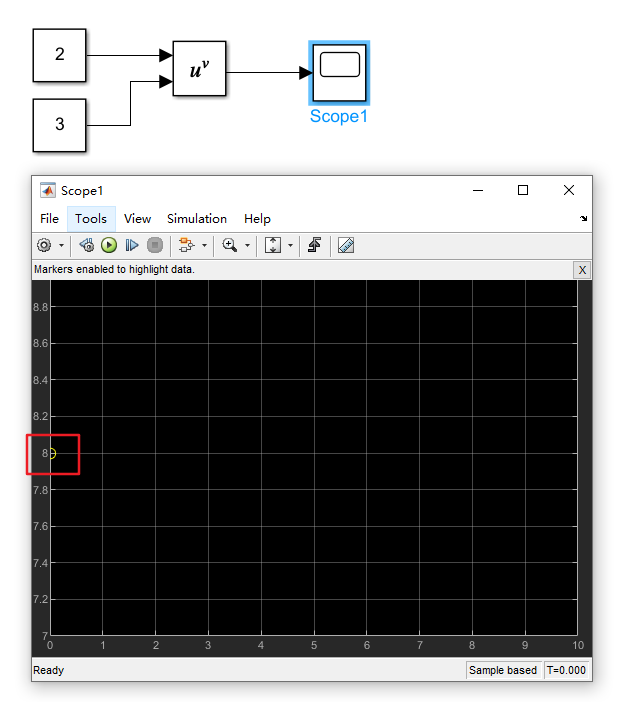 2
u^v
3
Scope1
Scope1
File Tools View Simulation Help
Markers enabled to highlight data. X
8.8
8.6
8.4
8.2
8
7.8
7.6
7.4
7.2
7
0 1 2 3 4 5 6 7 8 9 10
Ready Sample based T=0.000